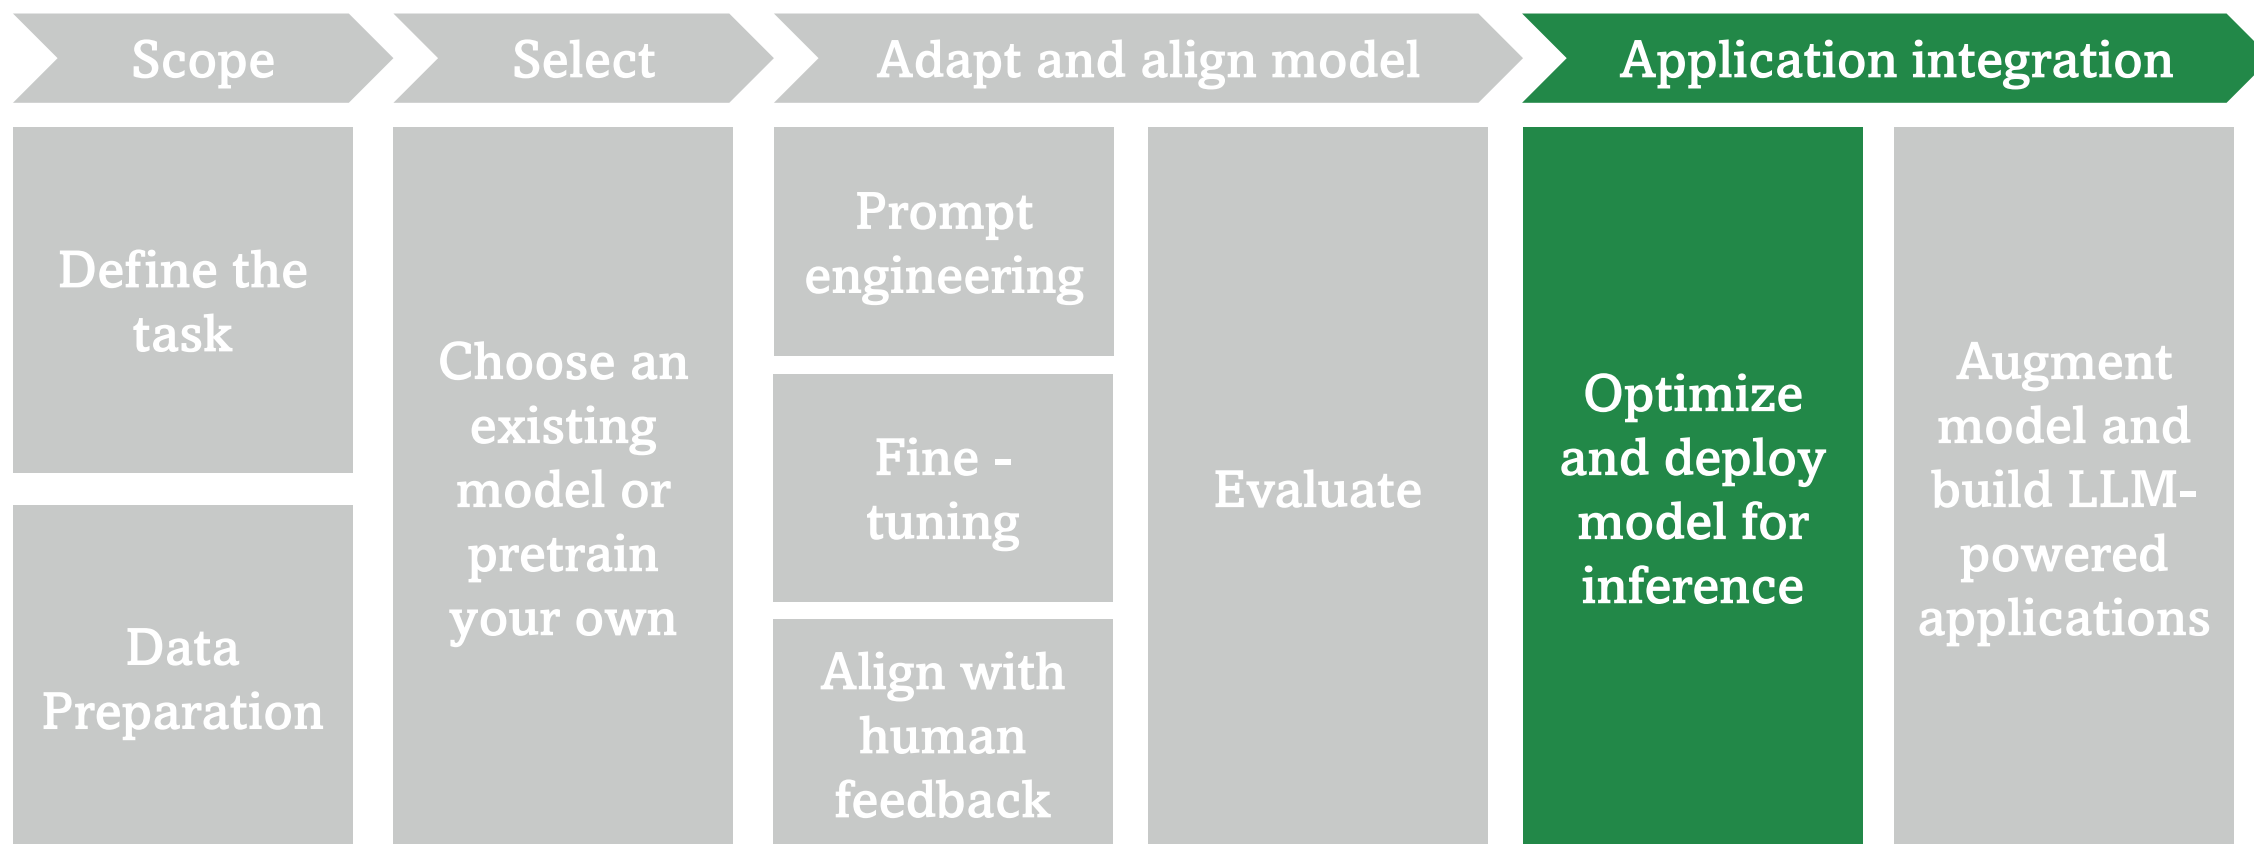 Scope
Select
Adapt and align model
Application integration
Define the
task
Data
Preparation
Choose an
existing
model or
pretrain
your own
Prompt
engineering
Fine -
tuning
Align with
human
feedback
Evaluate
Optimize
and deploy
model for
inference
Augment
model and
build LLM-
powered
applications